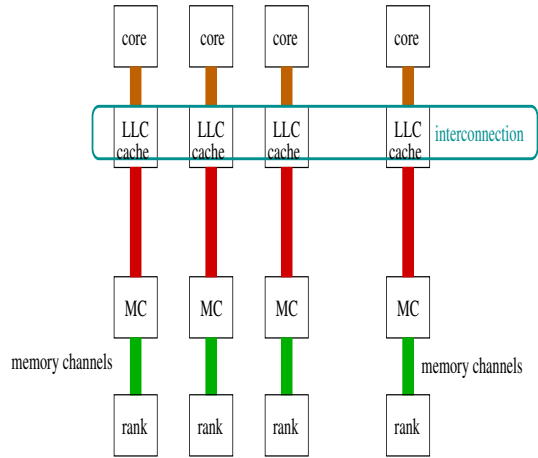 core core core core
LLC LLC LLC LLC interconnection
cache cache cache cache
MC MC MC MC
memory channels memory channels
rank rank rank rank